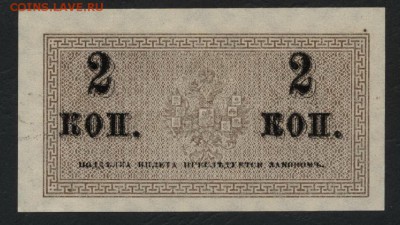 COINS.LAVE.RU
2 2
КОП. КОП.
ПОДДѢЛКА БИЛЕТА ПРЕСЛѢДУЕТСЯ ЗАКОНОМЪ.